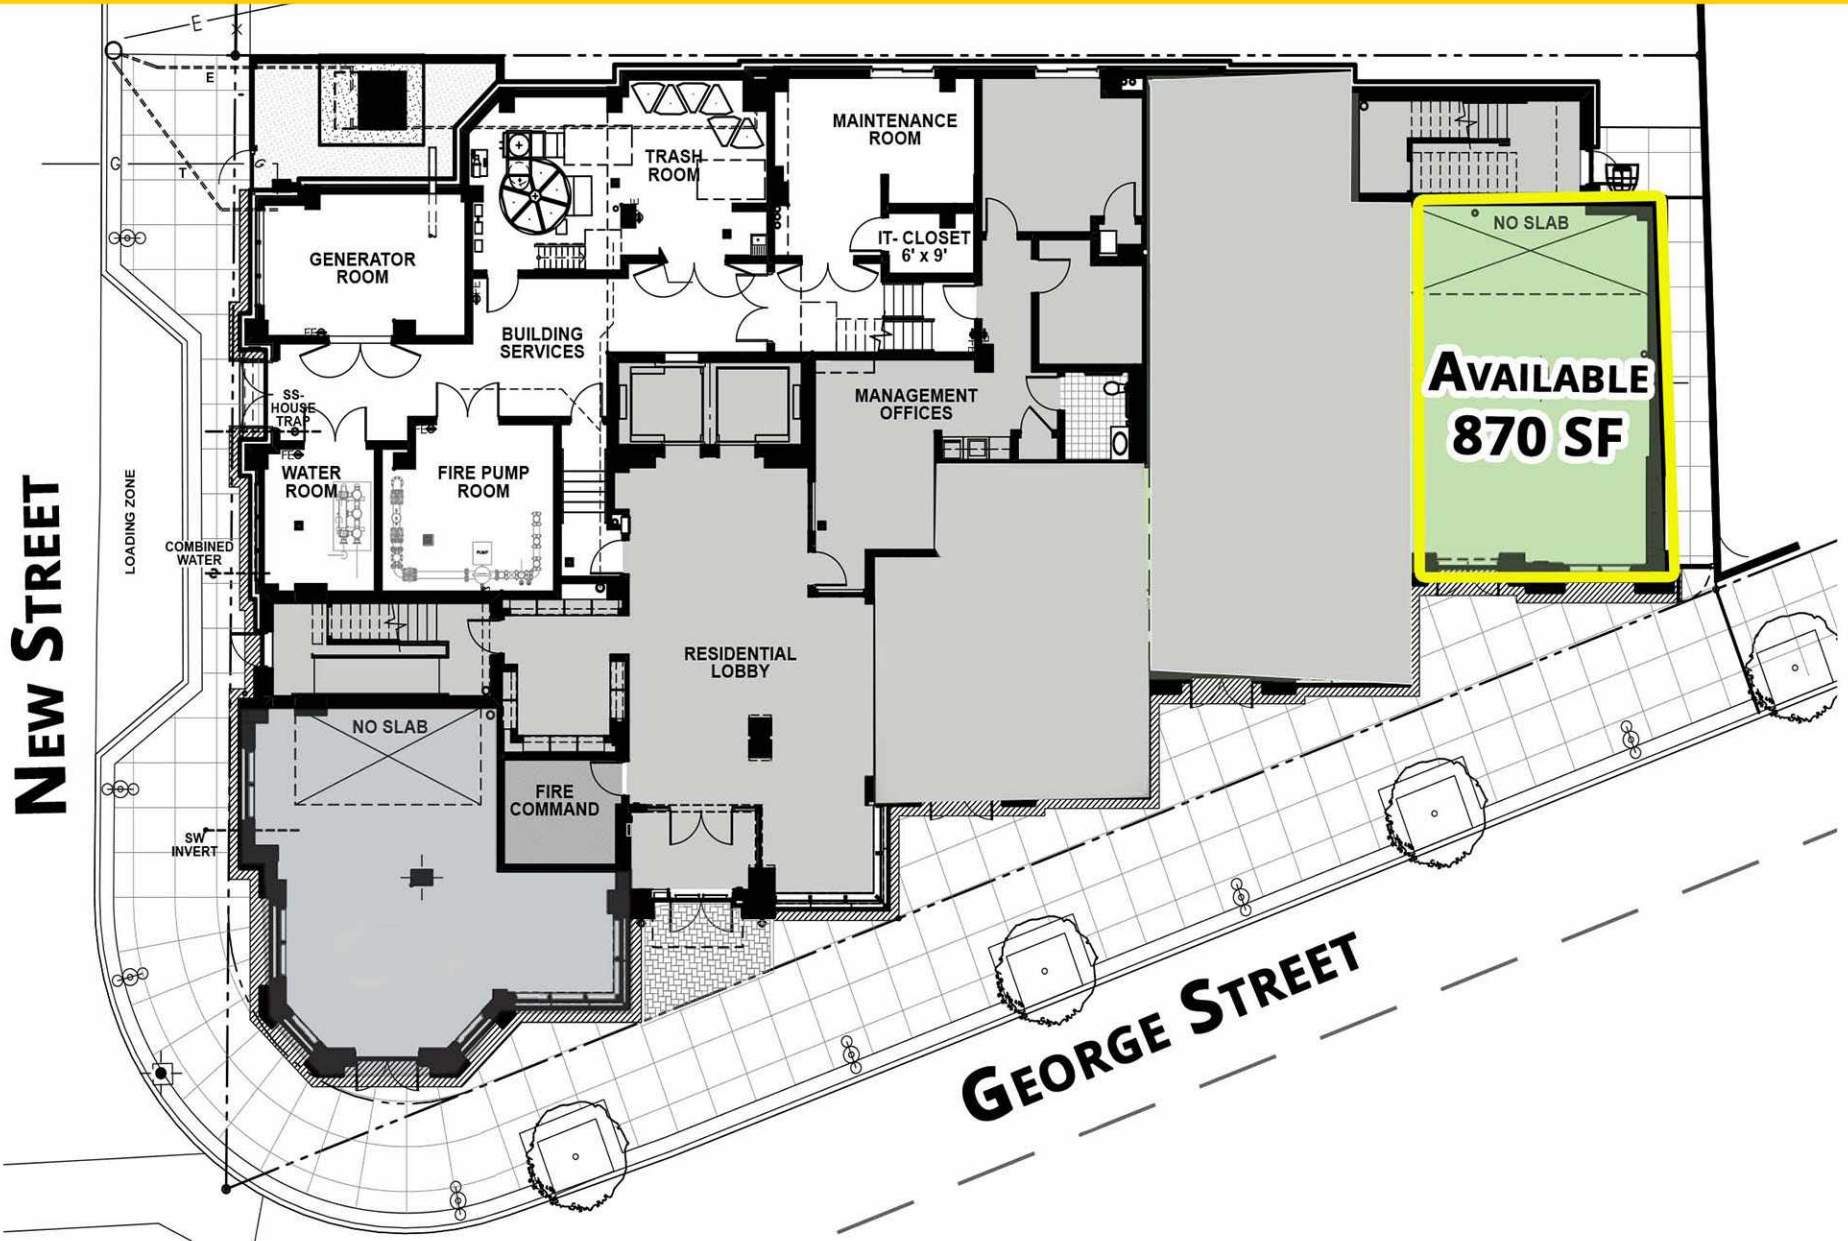 E
E
T
G
G
T
MAINTENANCE
ROOM
TRASH
ROOM
IT- CLOSET
6' x 9'
NO SLAB
GENERATOR
ROOM
BUILDING
SERVICES
AVAILABLE
870 SF
MANAGEMENT
OFFICES
SS-
HOUSE
TRAP
WATER
ROOM
FIRE PUMP
ROOM
PUMP
LOADING ZONE
COMBINED
WATER
NEW STREET
RESIDENTIAL
LOBBY
NO SLAB
FIRE
COMMAND
SW
INVERT
GEORGE STREET